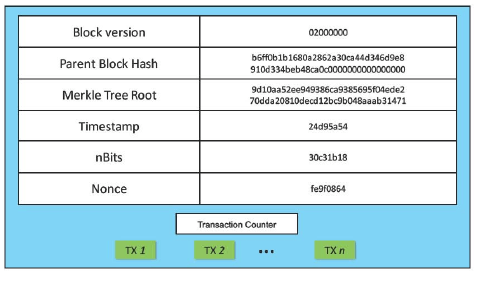 Block version 02000000
Parent Block Hash b6ff0b1b1680a2862a30ca44d346d9e8
910d334beb48ca0c0000000000000000
Merkle Tree Root 9d10aa52ee949386ca9385695f04ede2
70dda20810decd12bc9b048aaab31471
Timestamp 24d95a54
nBits 30c31b18
Nonce fe9f0864
Transaction Counter
TX 1 TX 2 ... TX n